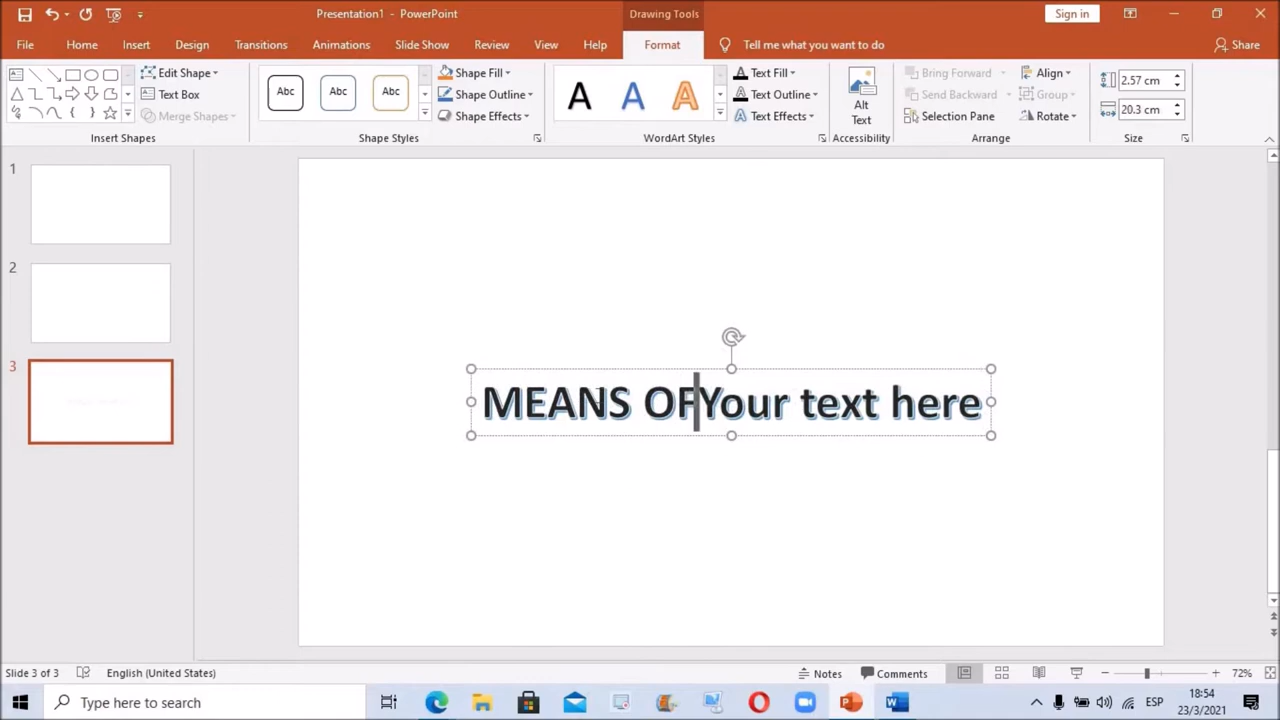 Presentation1 - PowerPoint
Drawing Tools
Sign in
File Home Insert Design Transitions Animations Slide Show Review View Help Format Tell me what you want to do Share
Edit Shape
Text Box
Merge Shapes
Insert Shapes
Abc Abc Abc
Shape Fill
Shape Outline
Shape Effects
Shape Styles
A A A
Text Fill
Text Outline
Text Effects
WordArt Styles
Alt
Text
Accessibility
Bring Forward
Send Backward
Selection Pane
Align
Group
Rotate
Arrange
2.57 cm
20.3 cm
Size
1
2
3
MEANS OFYour text here
Slide 3 of 3 English (United States) Notes Comments 72%
Type here to search
ESP
18:54
23/3/2021